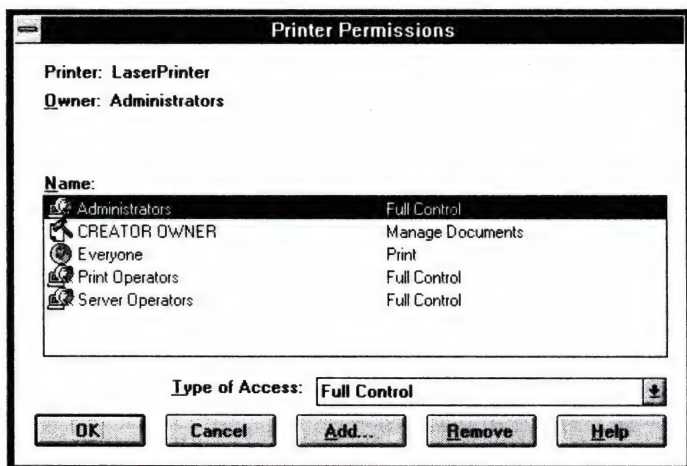 Printer Permissions
Printer: LaserPrinter
Owner: Administrators
Name:
Administrators Full Control
CREATOR OWNER Manage Documents
Everyone Print
Print Operators Full Control
Server Operators Full Control
Type of Access: Full Control
OK Cancel Add... Remove Help